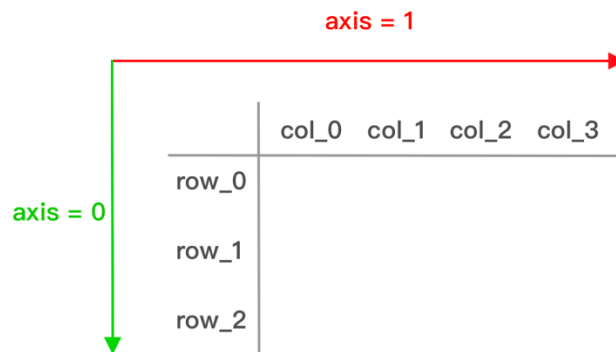 axis = 1
col_0 col_1 col_2 col_3
row_0
axis = 0
row_1
row_2